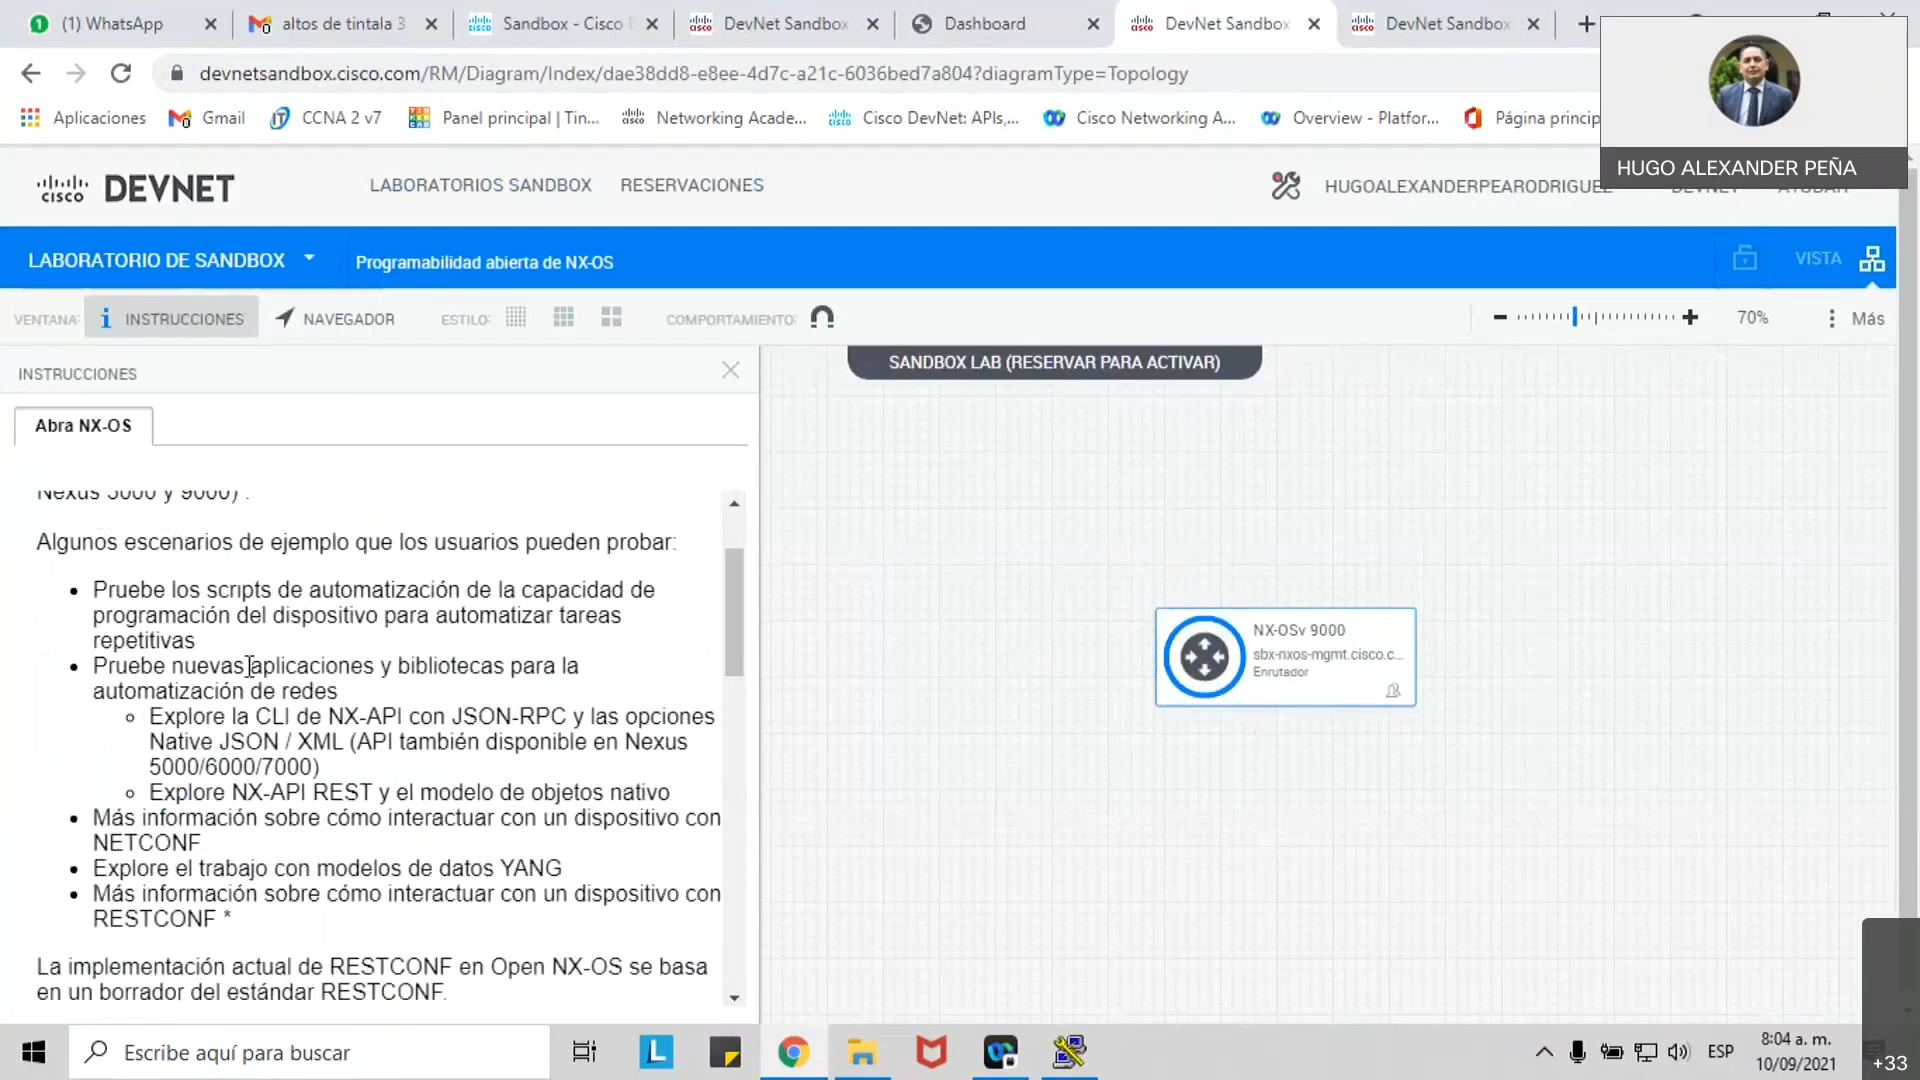 (1) WhatsApp
altos de tintala 3
Sandbox - Cisco
DevNet Sandbox
Dashboard
DevNet Sandbox
DevNet Sandbox
devnetsandbox.cisco.com/RM/Diagram/Index/dae38dd8-e8ee-4d7c-a21c-6036bed7a804?diagramType=Topology
Aplicaciones
Gmail
CCNA 2 v7
Panel principal | Tin...
Networking Acade...
Cisco DevNet: APIs,...
Cisco Networking A...
Overview - Platfor...
Página princip
HUGO ALEXANDER PEÑA
CISCO DEVNET
LABORATORIOS SANDBOX
RESERVACIONES
HUGOALEXANDERPEARODRIGUEZ
DEVNET
AYUDAR
LABORATORIO DE SANDBOX
Programabilidad abierta de NX-OS
VISTA
VENTANA:
INSTRUCCIONES
NAVEGADOR
ESTILO:
COMPORTAMIENTO:
70%
Más
INSTRUCCIONES
SANDBOX LAB (RESERVAR PARA ACTIVAR)
Abra NX-OS
Nexus 3000 y 9000) .
Algunos escenarios de ejemplo que los usuarios pueden probar:
• Pruebe los scripts de automatización de la capacidad de
programación del dispositivo para automatizar tareas
repetitivas
• Pruebe nuevas aplicaciones y bibliotecas para la
automatización de redes
○ Explore la CLI de NX-API con JSON-RPC y las opciones
Native JSON / XML (API también disponible en Nexus
5000/6000/7000)
○ Explore NX-API REST y el modelo de objetos nativo
• Más información sobre cómo interactuar con un dispositivo con
NETCONF
• Explore el trabajo con modelos de datos YANG
• Más información sobre cómo interactuar con un dispositivo con
RESTCONF *
La implementación actual de RESTCONF en Open NX-OS se basa
en un borrador del estándar RESTCONF.
NX-OSv 9000
sbx-nxos-mgmt.cisco.c...
Enrutador
Escribe aquí para buscar
ESP
8:04 a. m.
10/09/2021
+33